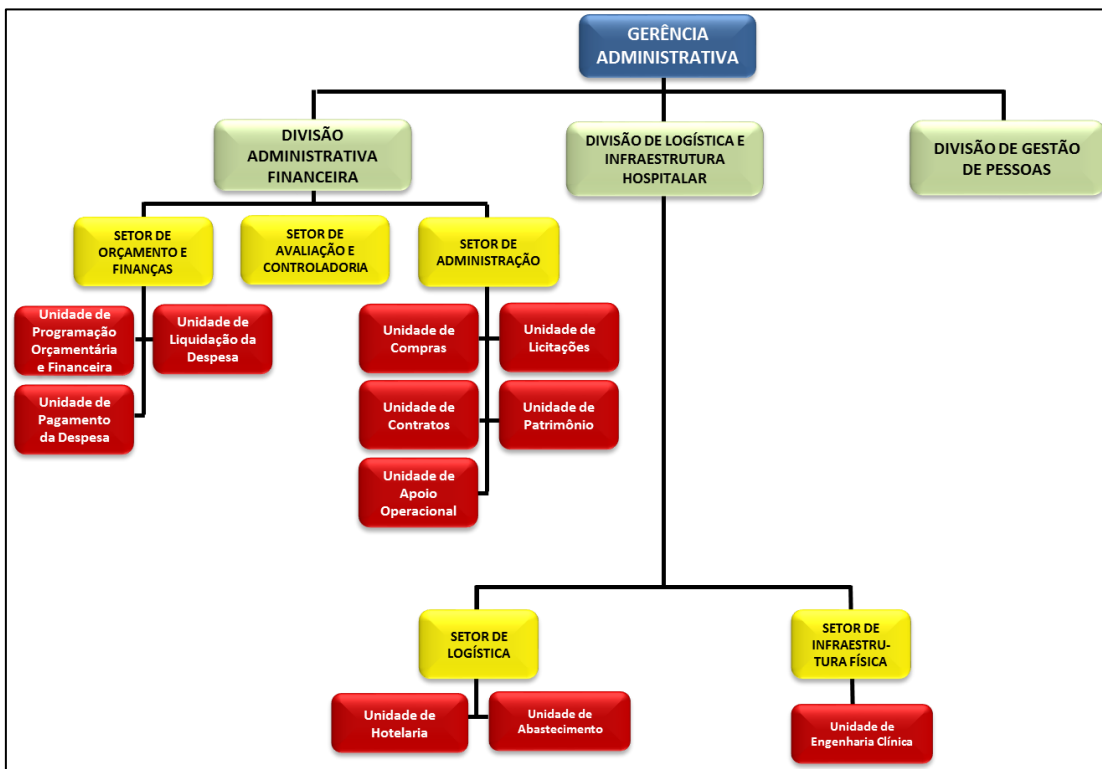 GERÊNCIA
ADMINISTRATIVA
DIVISÃO
ADMINISTRATIVA
FINANCEIRA
DIVISÃO DE LOGÍSTICA E
INFRAESTRUTURA
HOSPITALAR
DIVISÃO DE GESTÃO
DE PESSOAS
SETOR DE
ORÇAMENTO E
FINANÇAS
SETOR DE
AVALIAÇÃO E
CONTROLADORIA
SETOR DE
ADMINISTRAÇÃO
Unidade de
Programação
Orçamentária
e Financeira
Unidade de
Liquidação da
Despesa
Unidade de
Pagamento
da Despesa
Unidade de
Compras
Unidade de
Licitações
Unidade de
Contratos
Unidade de
Patrimônio
Unidade de
Apoio
Operacional
SETOR DE
LOGÍSTICA
SETOR DE
INFRAESTRU-
TURA FÍSICA
Unidade de
Hotelaria
Unidade de
Abastecimento
Unidade de
Engenharia Clínica